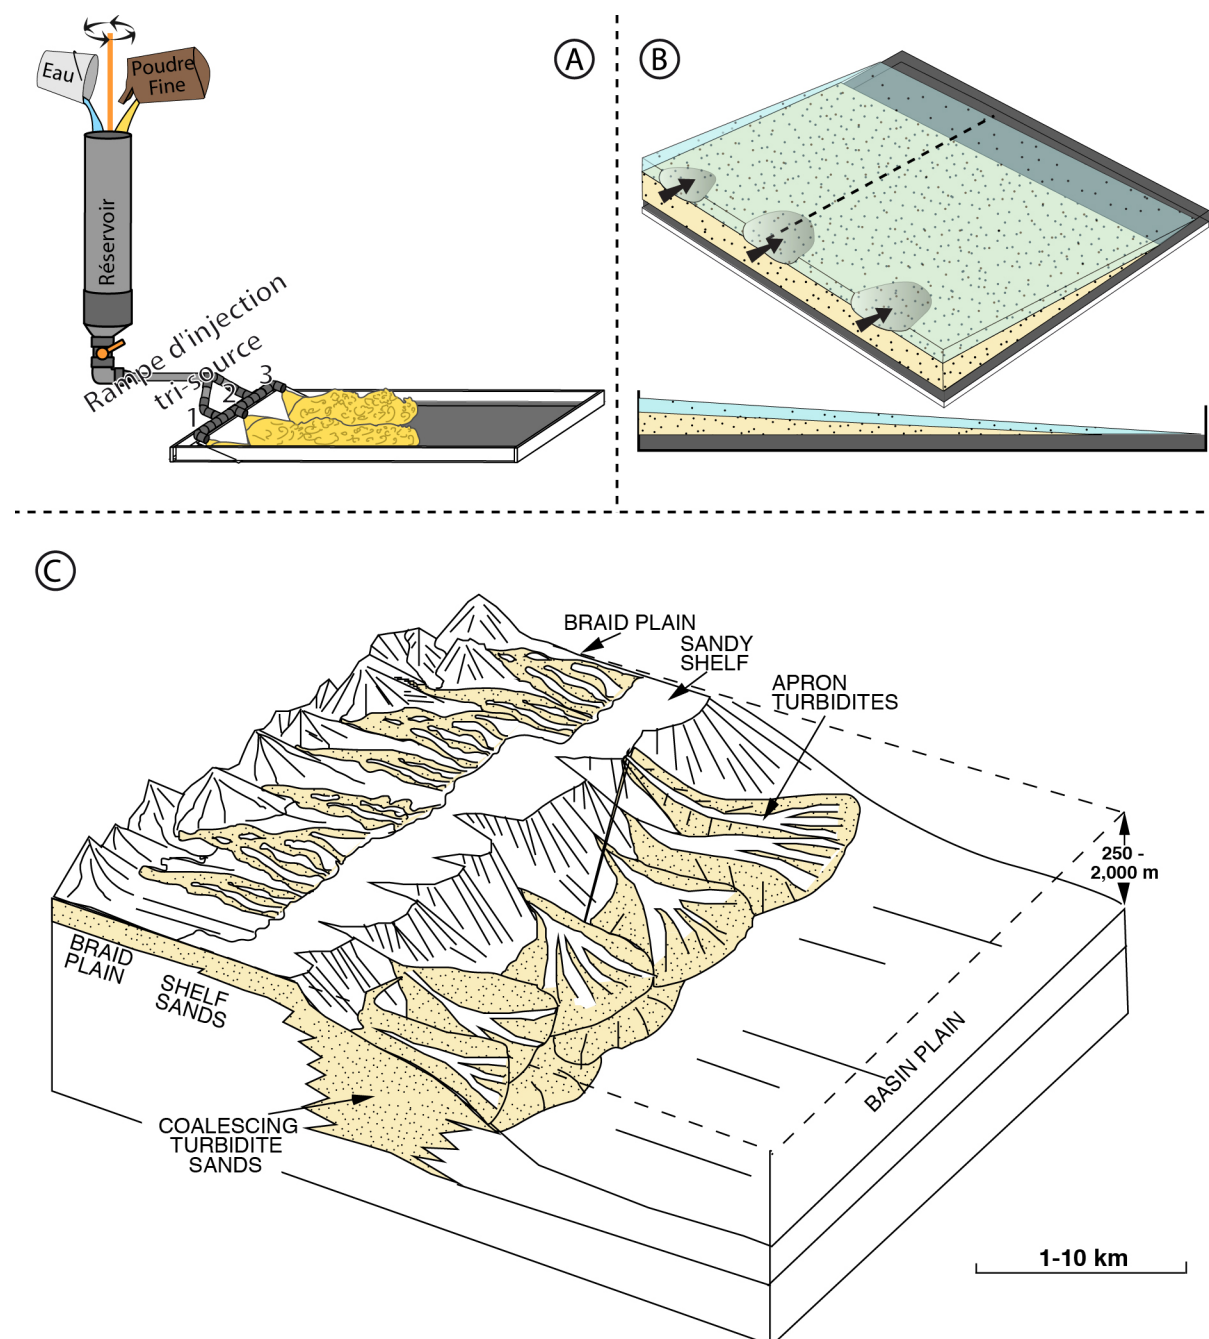 A
Eau
Poudre
Fine
Réservoir
Rampe d'injection
tri-source
1
2
3
B
C
BRAID PLAIN
SANDY
SHELF
APRON
TURBIDITES
250 -
2,000 m
BRAID
PLAIN
SHELF
SANDS
COALESCING
TURBIDITE
SANDS
BASIN PLAIN
1-10 km